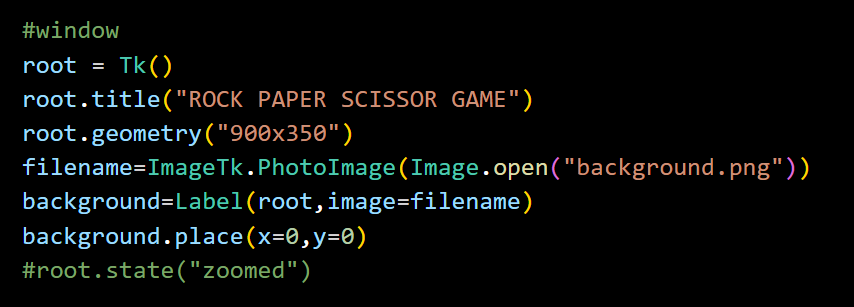 #window
root = Tk()
root.title("ROCK PAPER SCISSOR GAME")
root.geometry("900x350")
filename=ImageTk.PhotoImage(Image.open("background.png"))
background=Label(root,image=filename)
background.place(x=0,y=0)
#root.state("zoomed")